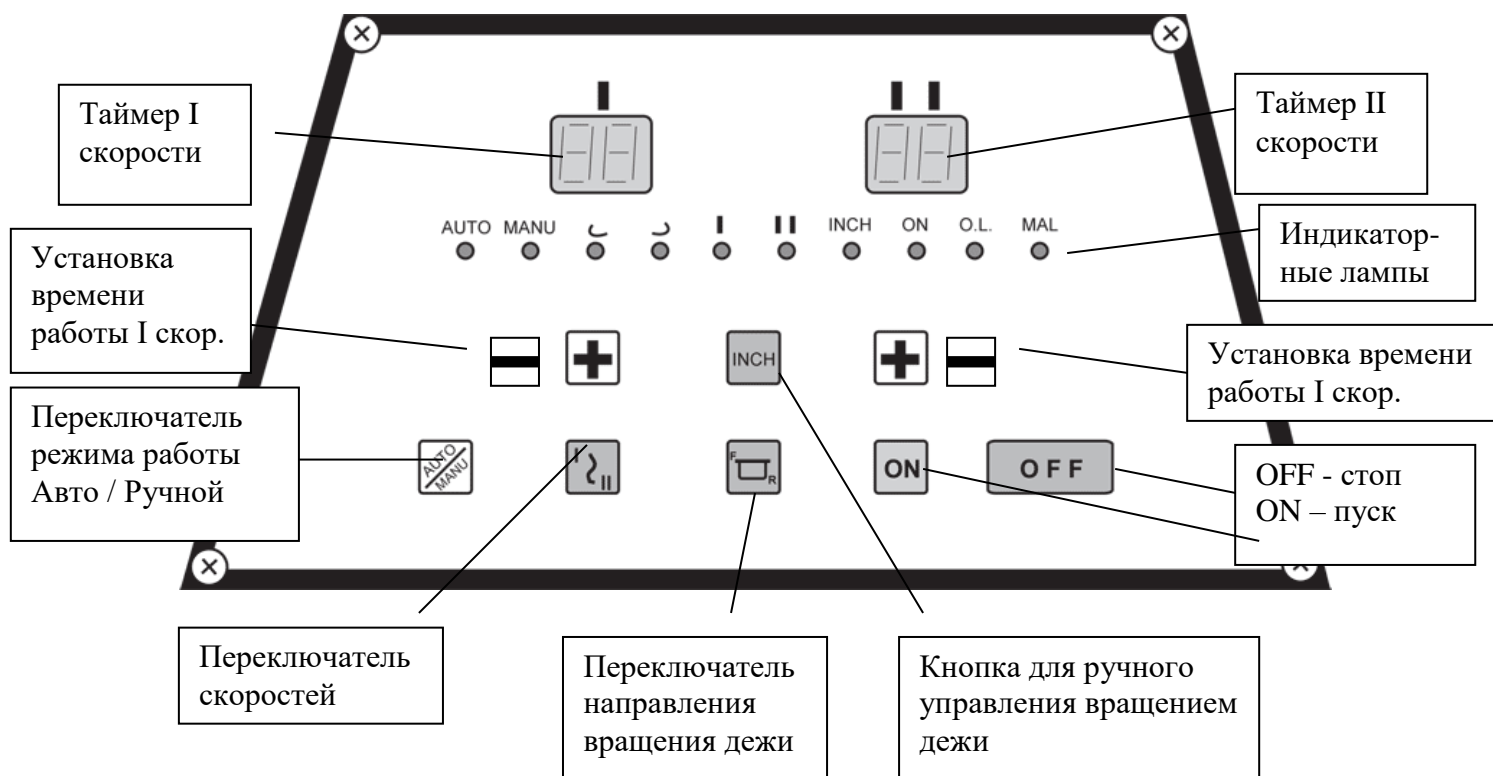 Таймер I
скорости
I
I I
Таймер II
скорости
AUTO MANU I II INCH ON O.L. MAL
Индикатор-
ные лампы
Установка
времени
работы I скор.
INCH
Установка времени
работы I скор.
Переключатель
режима работы
Авто / Ручной
AUTO
MANU
I II
F R
ON
OFF
OFF - стоп
ON – пуск
Переключатель
скоростей
Переключатель
направления
вращения дежи
Кнопка для ручного
управления вращением
дежи